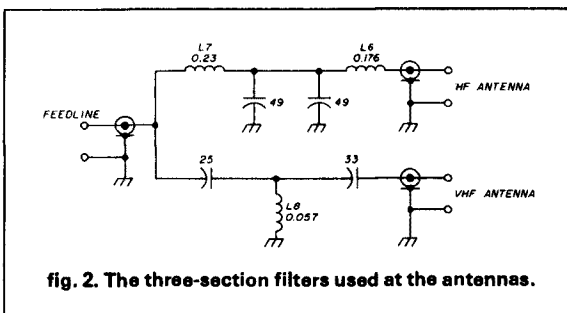 L7
0.23
L6
0.176
49
49
HF ANTENNA
FEEDLINE
25
33
L8
0.057
VHF ANTENNA
fig. 2. The three-section filters used at the antennas.